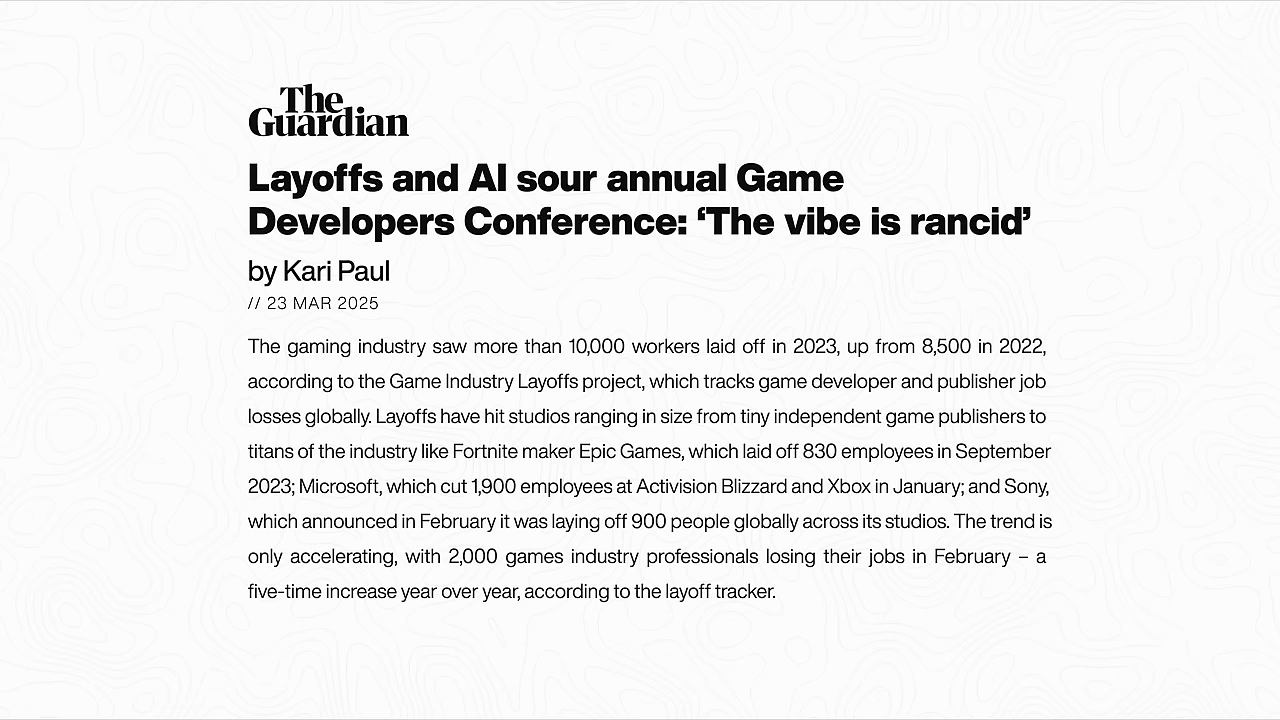 The
Guardian
Layoffs and AI sour annual Game
Developers Conference: ‘The vibe is rancid’
by Kari Paul
// 23 MAR 2025
The gaming industry saw more than 10,000 workers laid off in 2023, up from 8,500 in 2022,
according to the Game Industry Layoffs project, which tracks game developer and publisher job
losses globally. Layoffs have hit studios ranging in size from tiny independent game publishers to
titans of the industry like Fortnite maker Epic Games, which laid off 830 employees in September
2023; Microsoft, which cut 1,900 employees at Activision Blizzard and Xbox in January; and Sony,
which announced in February it was laying off 900 people globally across its studios. The trend is
only accelerating, with 2,000 games industry professionals losing their jobs in February – a
five-time increase year over year, according to the layoff tracker.